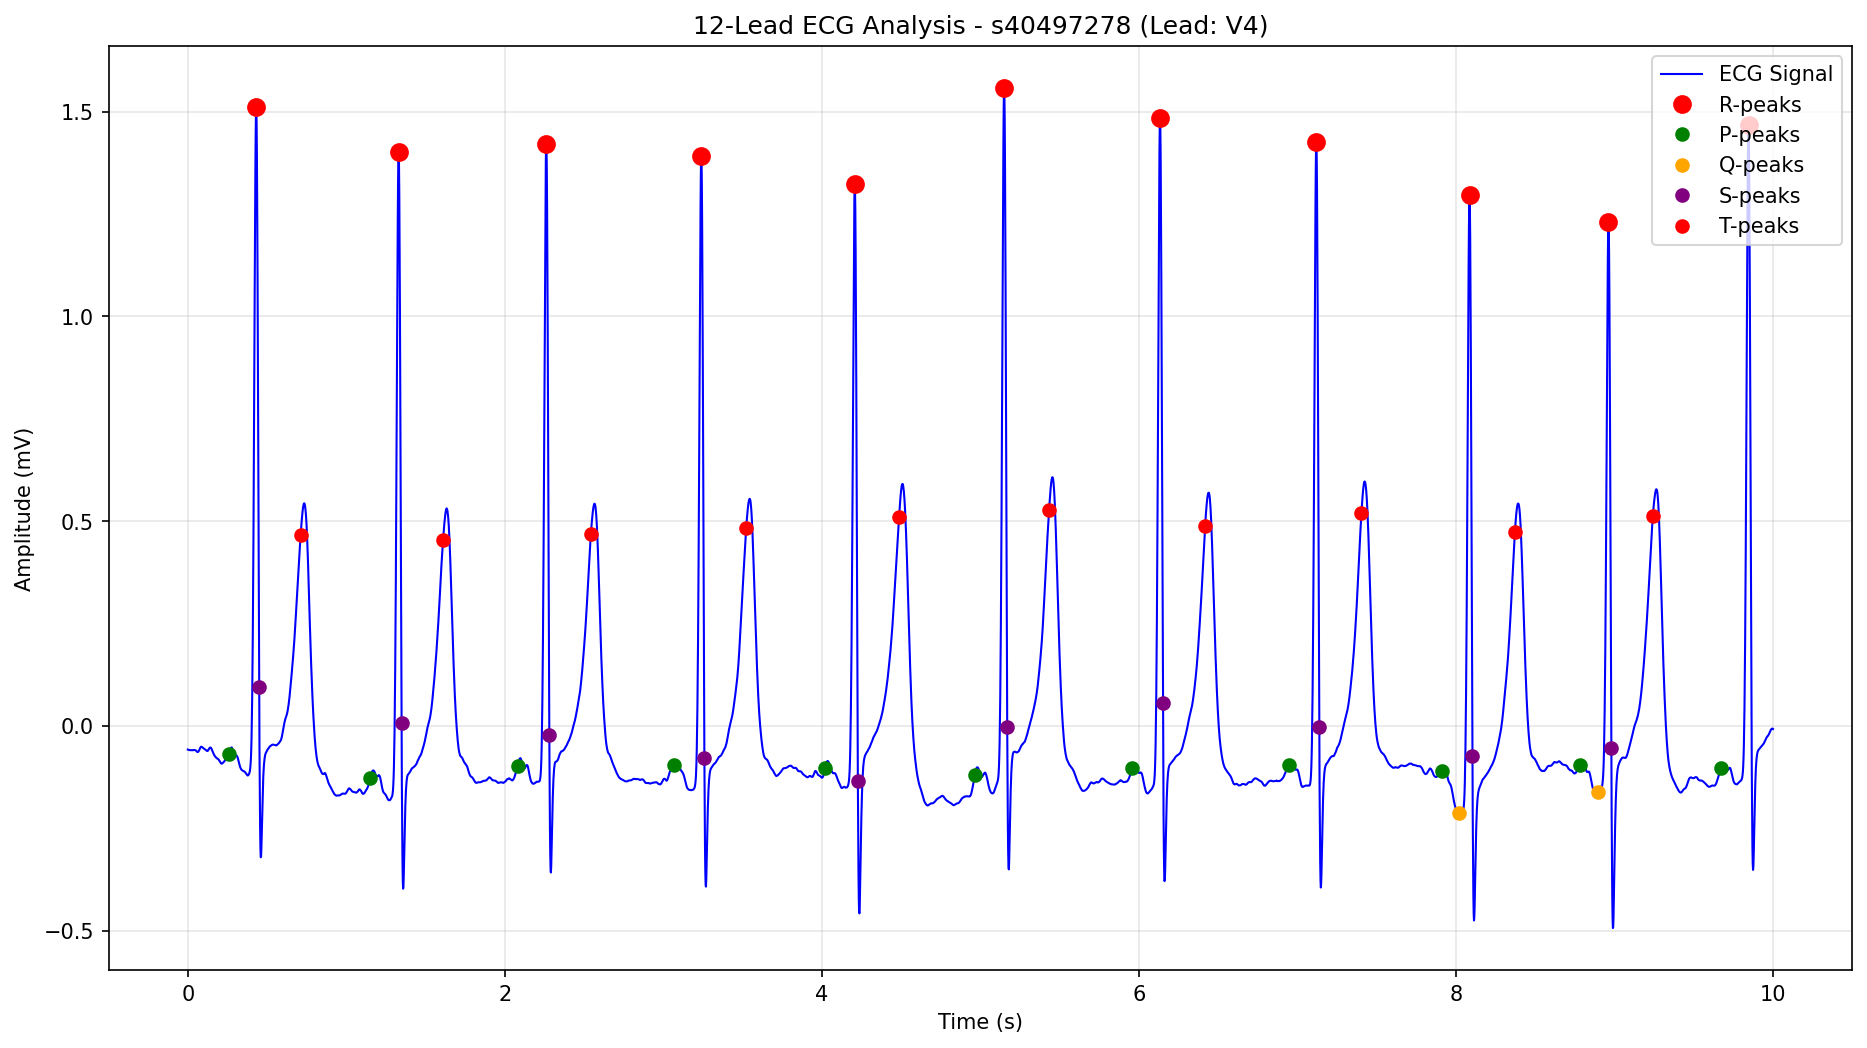 12-Lead ECG Analysis - s40497278 (Lead: V4)
ECG Signal
R-peaks
P-peaks
Q-peaks
S-peaks
T-peaks
Amplitude (mV)
1.5
1.0
0.5
0.0
−0.5
0
2
4
6
8
10
Time (s)